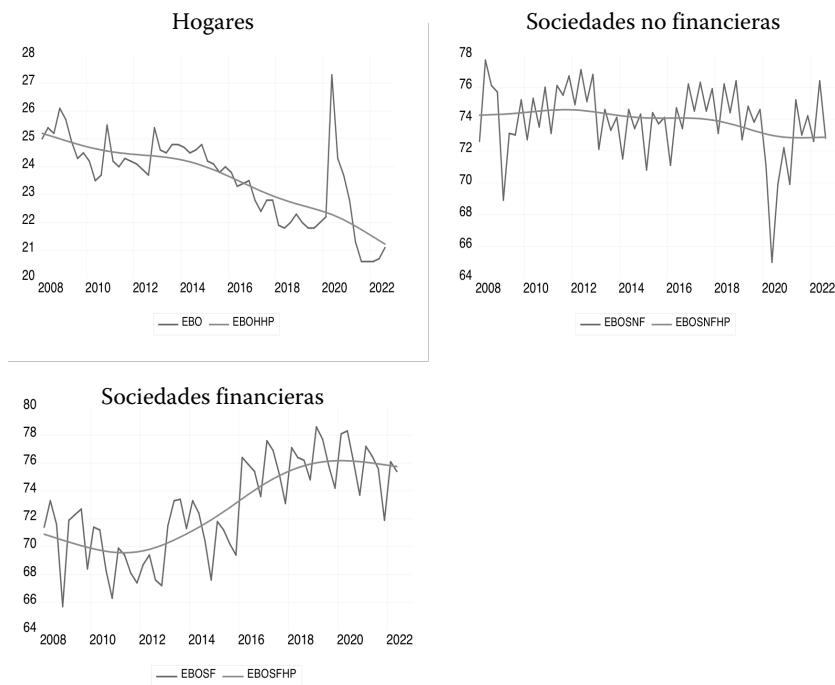 Hogares
28
27
26
25
24
23
22
21
20
2008 2010 2012 2014 2016 2018 2020 2022
EBO EBOHHP
Sociedades no financieras
78
76
74
72
70
68
66
64
2008 2010 2012 2014 2016 2018 2020 2022
EBOSNF EBOSNFHP
Sociedades financieras
80
78
76
74
72
70
68
66
64
2008 2010 2012 2014 2016 2018 2020 2022
EBOSF EBOSFHP